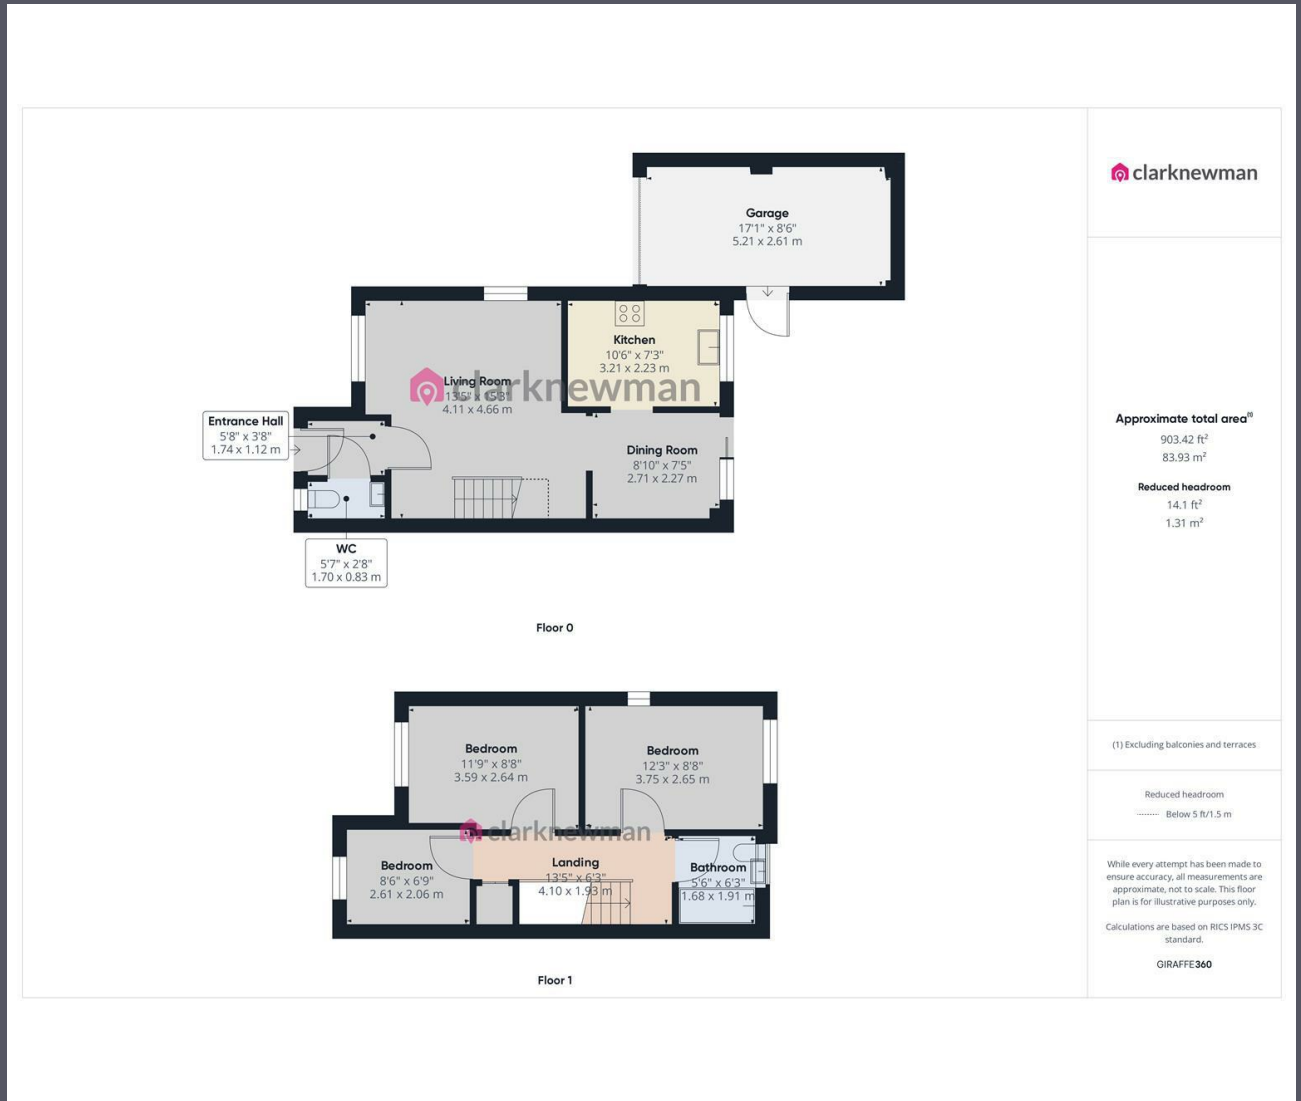 Garage
17'1" x 8'6"
5.21 x 2.61 m
Kitchen
10'6" x 7'3"
3.21 x 2.23 m
Living Room
13'5" x 15'3"
4.11 x 4.66 m
clarknewman
Entrance Hall
5'8" x 3'8"
1.74 x 1.12 m
Dining Room
8'10" x 7'5"
2.71 x 2.27 m
WC
5'7" x 2'8"
1.70 x 0.83 m
Floor 0
Bedroom
11'9" x 8'8"
3.59 x 2.64 m
Bedroom
12'3" x 8'8"
3.75 x 2.65 m
clarknewman
Bedroom
8'6" x 6'9"
2.61 x 2.06 m
Landing
13'5" x 6'3"
4.10 x 1.93 m
Bathroom
5'6" x 6'3"
1.68 x 1.91 m
Floor 1
clarknewman
Approximate total area⁽¹⁾
903.42 ft²
83.93 m²
Reduced headroom
14.1 ft²
1.31 m²
(1) Excluding balconies and terraces
Reduced headroom
Below 5 ft/1.5 m
While every attempt has been made to
ensure accuracy, all measurements are
approximate, not to scale. This floor
plan is for illustrative purposes only.
Calculations are based on RICS IPMS 3C
standard.
GIRAFFE360